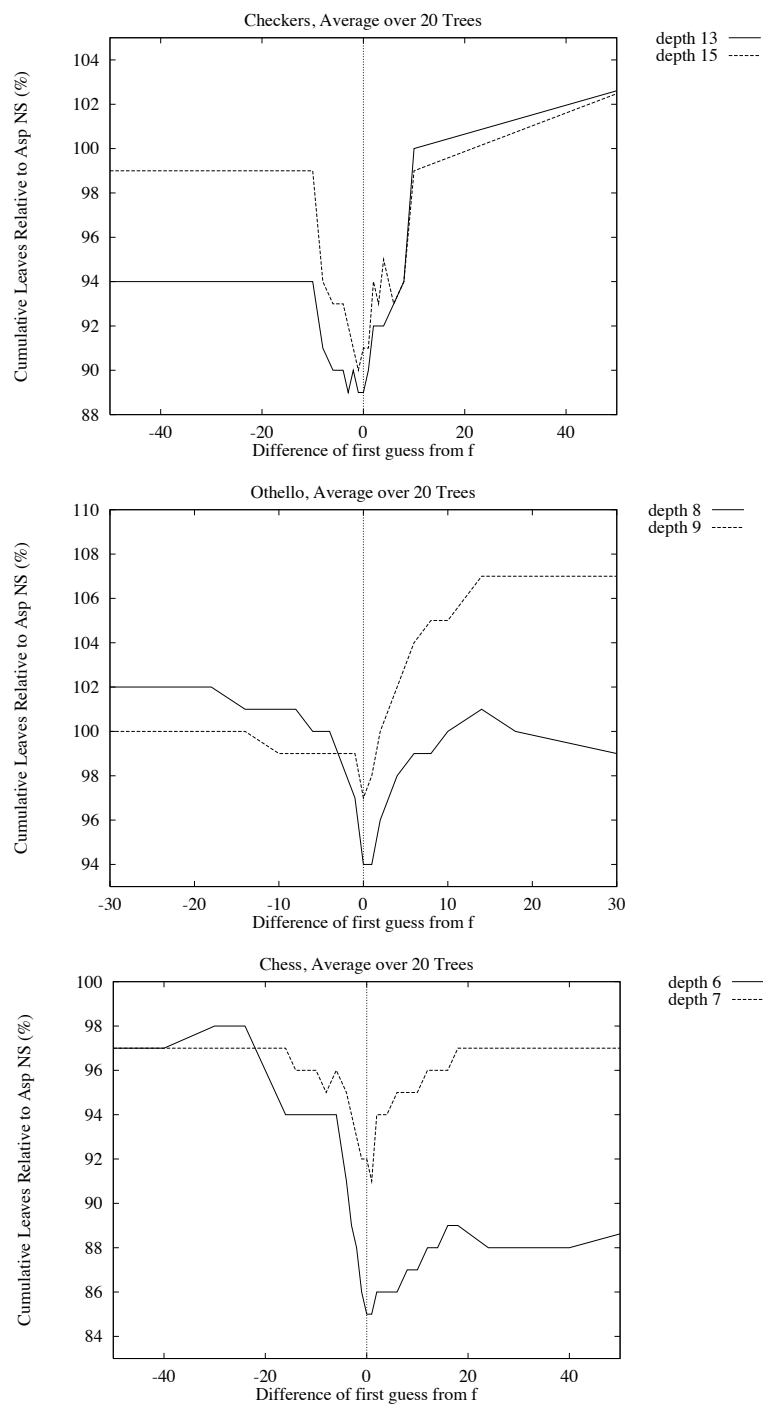 Checkers, Average over 20 Trees
depth 13
depth 15
Cumulative Leaves Relative to Asp NS (%)
104
102
100
98
96
94
92
90
88
-40 -20 0 20 40
Difference of first guess from f
Othello, Average over 20 Trees
depth 8
depth 9
Cumulative Leaves Relative to Asp NS (%)
110
108
106
104
102
100
98
96
94
-30 -20 -10 0 10 20 30
Difference of first guess from f
Chess, Average over 20 Trees
depth 6
depth 7
Cumulative Leaves Relative to Asp NS (%)
100
98
96
94
92
90
88
86
84
-40 -20 0 20 40
Difference of first guess from f